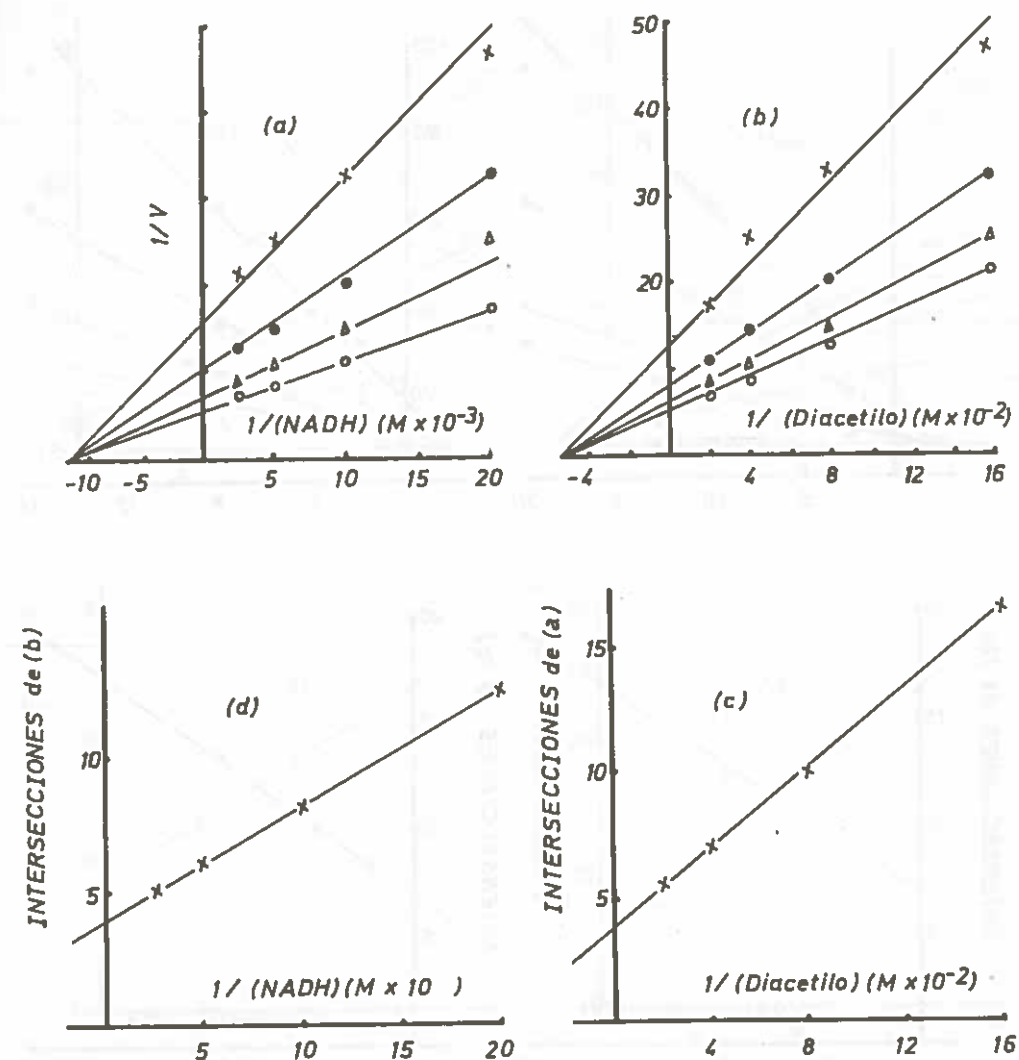 (a)
1/V
1/(NADH) (M x 10-3)
-10 -5 5 10 20
50
40
30
20
(b)
1/ (Diacetilo) (M x 10-2)
-4 4 8 12 16
INTERSECCIONES de (b)
10
5
(d)
1/ (NADH) (M x 10 )
5 10 15 20
INTERSECCIONES de (a)
15
10
5
(c)
1/ (Diacetilo) (M x 10-2)
4 8 12 16